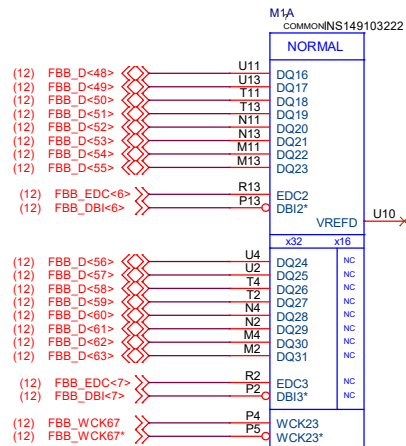 M1A
COMMON INS149103222
NORMAL
(12) FBB_D<48> U11 DQ16
(12) FBB_D<49> U13 DQ17
(12) FBB_D<50> T11 DQ18
(12) FBB_D<51> T13 DQ19
(12) FBB_D<52> N11 DQ20
(12) FBB_D<53> N13 DQ21
(12) FBB_D<54> M11 DQ22
(12) FBB_D<55> M13 DQ23
(12) FBB_EDC<6> R13 EDC2
(12) FBB_DBI<6> P13 DBI2*
VREFD U10
x32 x16
(12) FBB_D<56> U4 DQ24 NC
(12) FBB_D<57> U2 DQ25 NC
(12) FBB_D<58> T4 DQ26 NC
(12) FBB_D<59> T2 DQ27 NC
(12) FBB_D<60> N4 DQ28 NC
(12) FBB_D<61> N2 DQ29 NC
(12) FBB_D<62> M4 DQ30 NC
(12) FBB_D<63> M2 DQ31 NC
(12) FBB_EDC<7> R2 EDC3 NC
(12) FBB_DBI<7> P2 DBI3* NC
(12) FBB_WCK67 P4 WCK23
(12) FBB_WCK67* P5 WCK23*